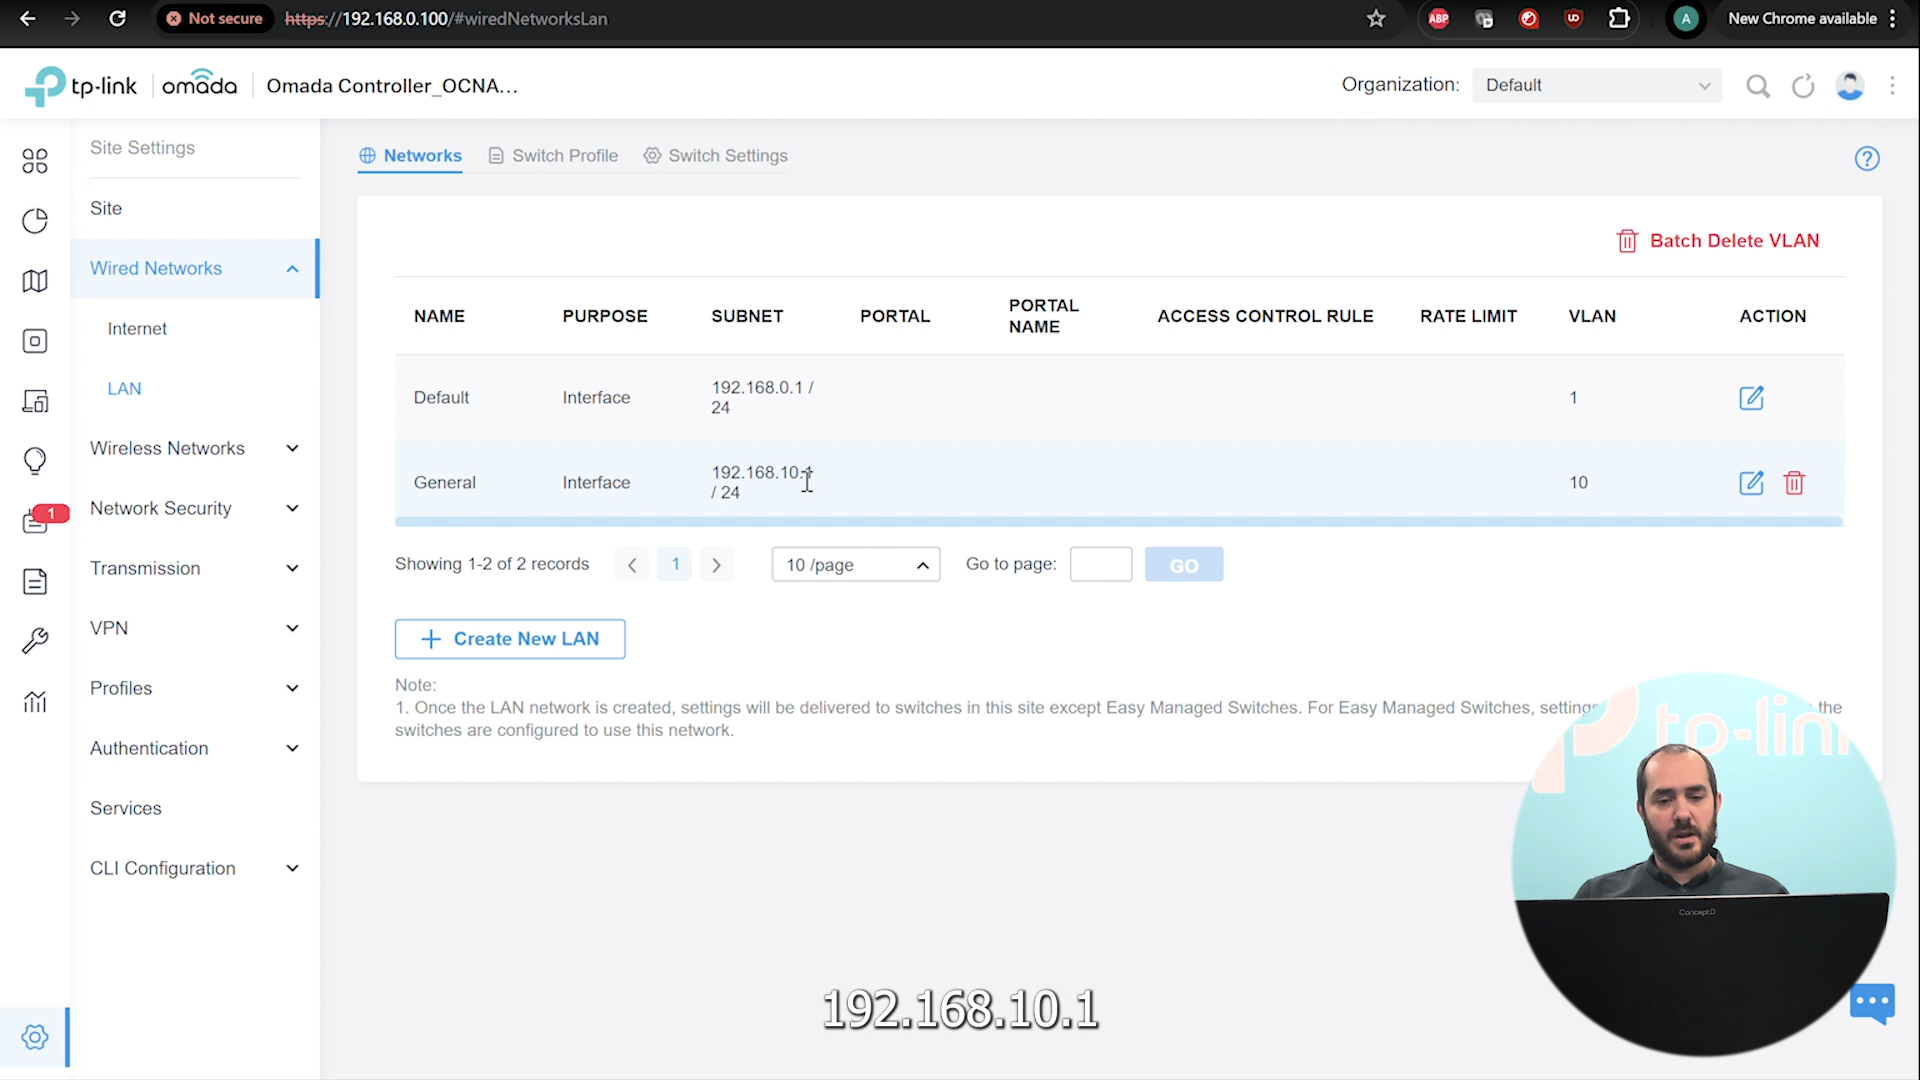 Not secure
https://192.168.0.100/#wiredNetworksLan
ABP
UD
A
New Chrome available
tp-link
omada
Omada Controller_OCNA...
Organization:
Default
Site Settings
Site
Wired Networks
Internet
LAN
Wireless Networks
Network Security
1
Transmission
VPN
Profiles
Authentication
Services
CLI Configuration
Networks
Switch Profile
Switch Settings
?
Batch Delete VLAN
NAME PURPOSE SUBNET PORTAL PORTAL NAME ACCESS CONTROL RULE RATE LIMIT VLAN ACTION
Default Interface 192.168.0.1 / 24 1
General Interface 192.168.10.1 / 24 10
Showing 1-2 of 2 records
1
10 /page
Go to page:
GO
+ Create New LAN
Note:
1. Once the LAN network is created, settings will be delivered to switches in this site except Easy Managed Switches. For Easy Managed Switches, settings the
switches are configured to use this network.
tp-link
ConceptD
192.168.10.1